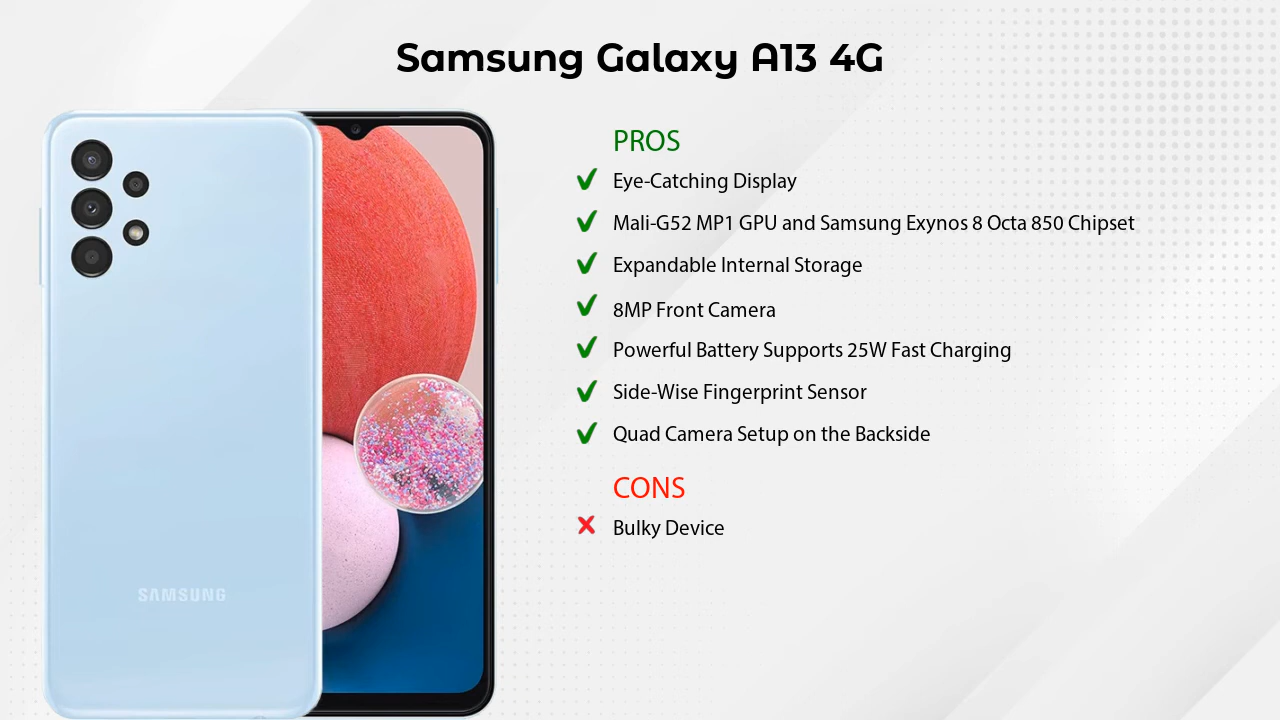 Samsung Galaxy A13 4G
PROS
Eye-Catching Display
Mali-G52 MP1 GPU and Samsung Exynos 8 Octa 850 Chipset
Expandable Internal Storage
8MP Front Camera
Powerful Battery Supports 25W Fast Charging
Side-Wise Fingerprint Sensor
Quad Camera Setup on the Backside
CONS
Bulky Device
SAMSUNG